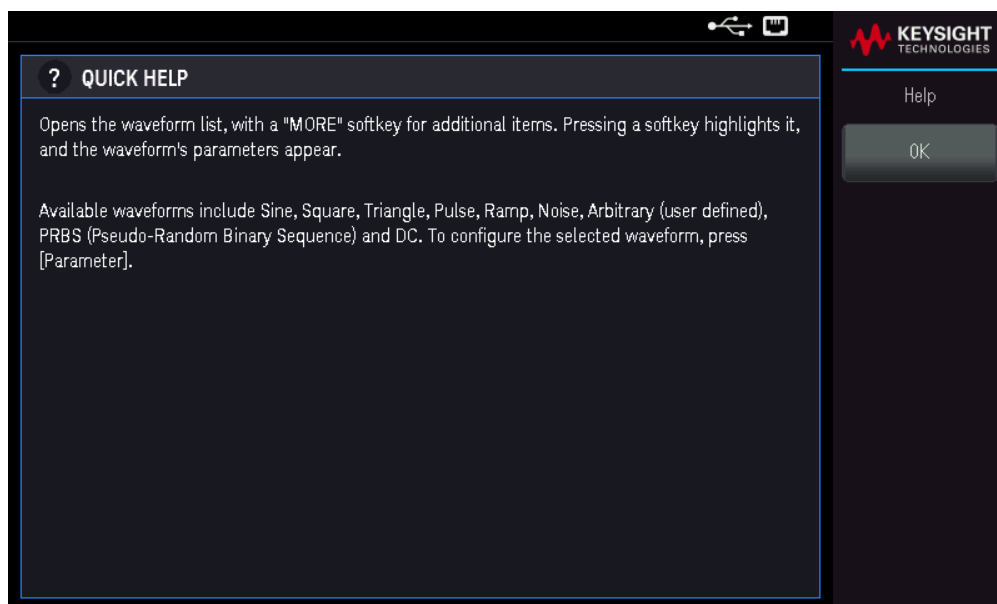 KEYSIGHT
TECHNOLOGIES
? QUICK HELP
Help
Opens the waveform list, with a "MORE" softkey for additional items. Pressing a softkey highlights it,
and the waveform's parameters appear.
OK
Available waveforms include Sine, Square, Triangle, Pulse, Ramp, Noise, Arbitrary (user defined),
PRBS (Pseudo-Random Binary Sequence) and DC. To configure the selected waveform, press
[Parameter].